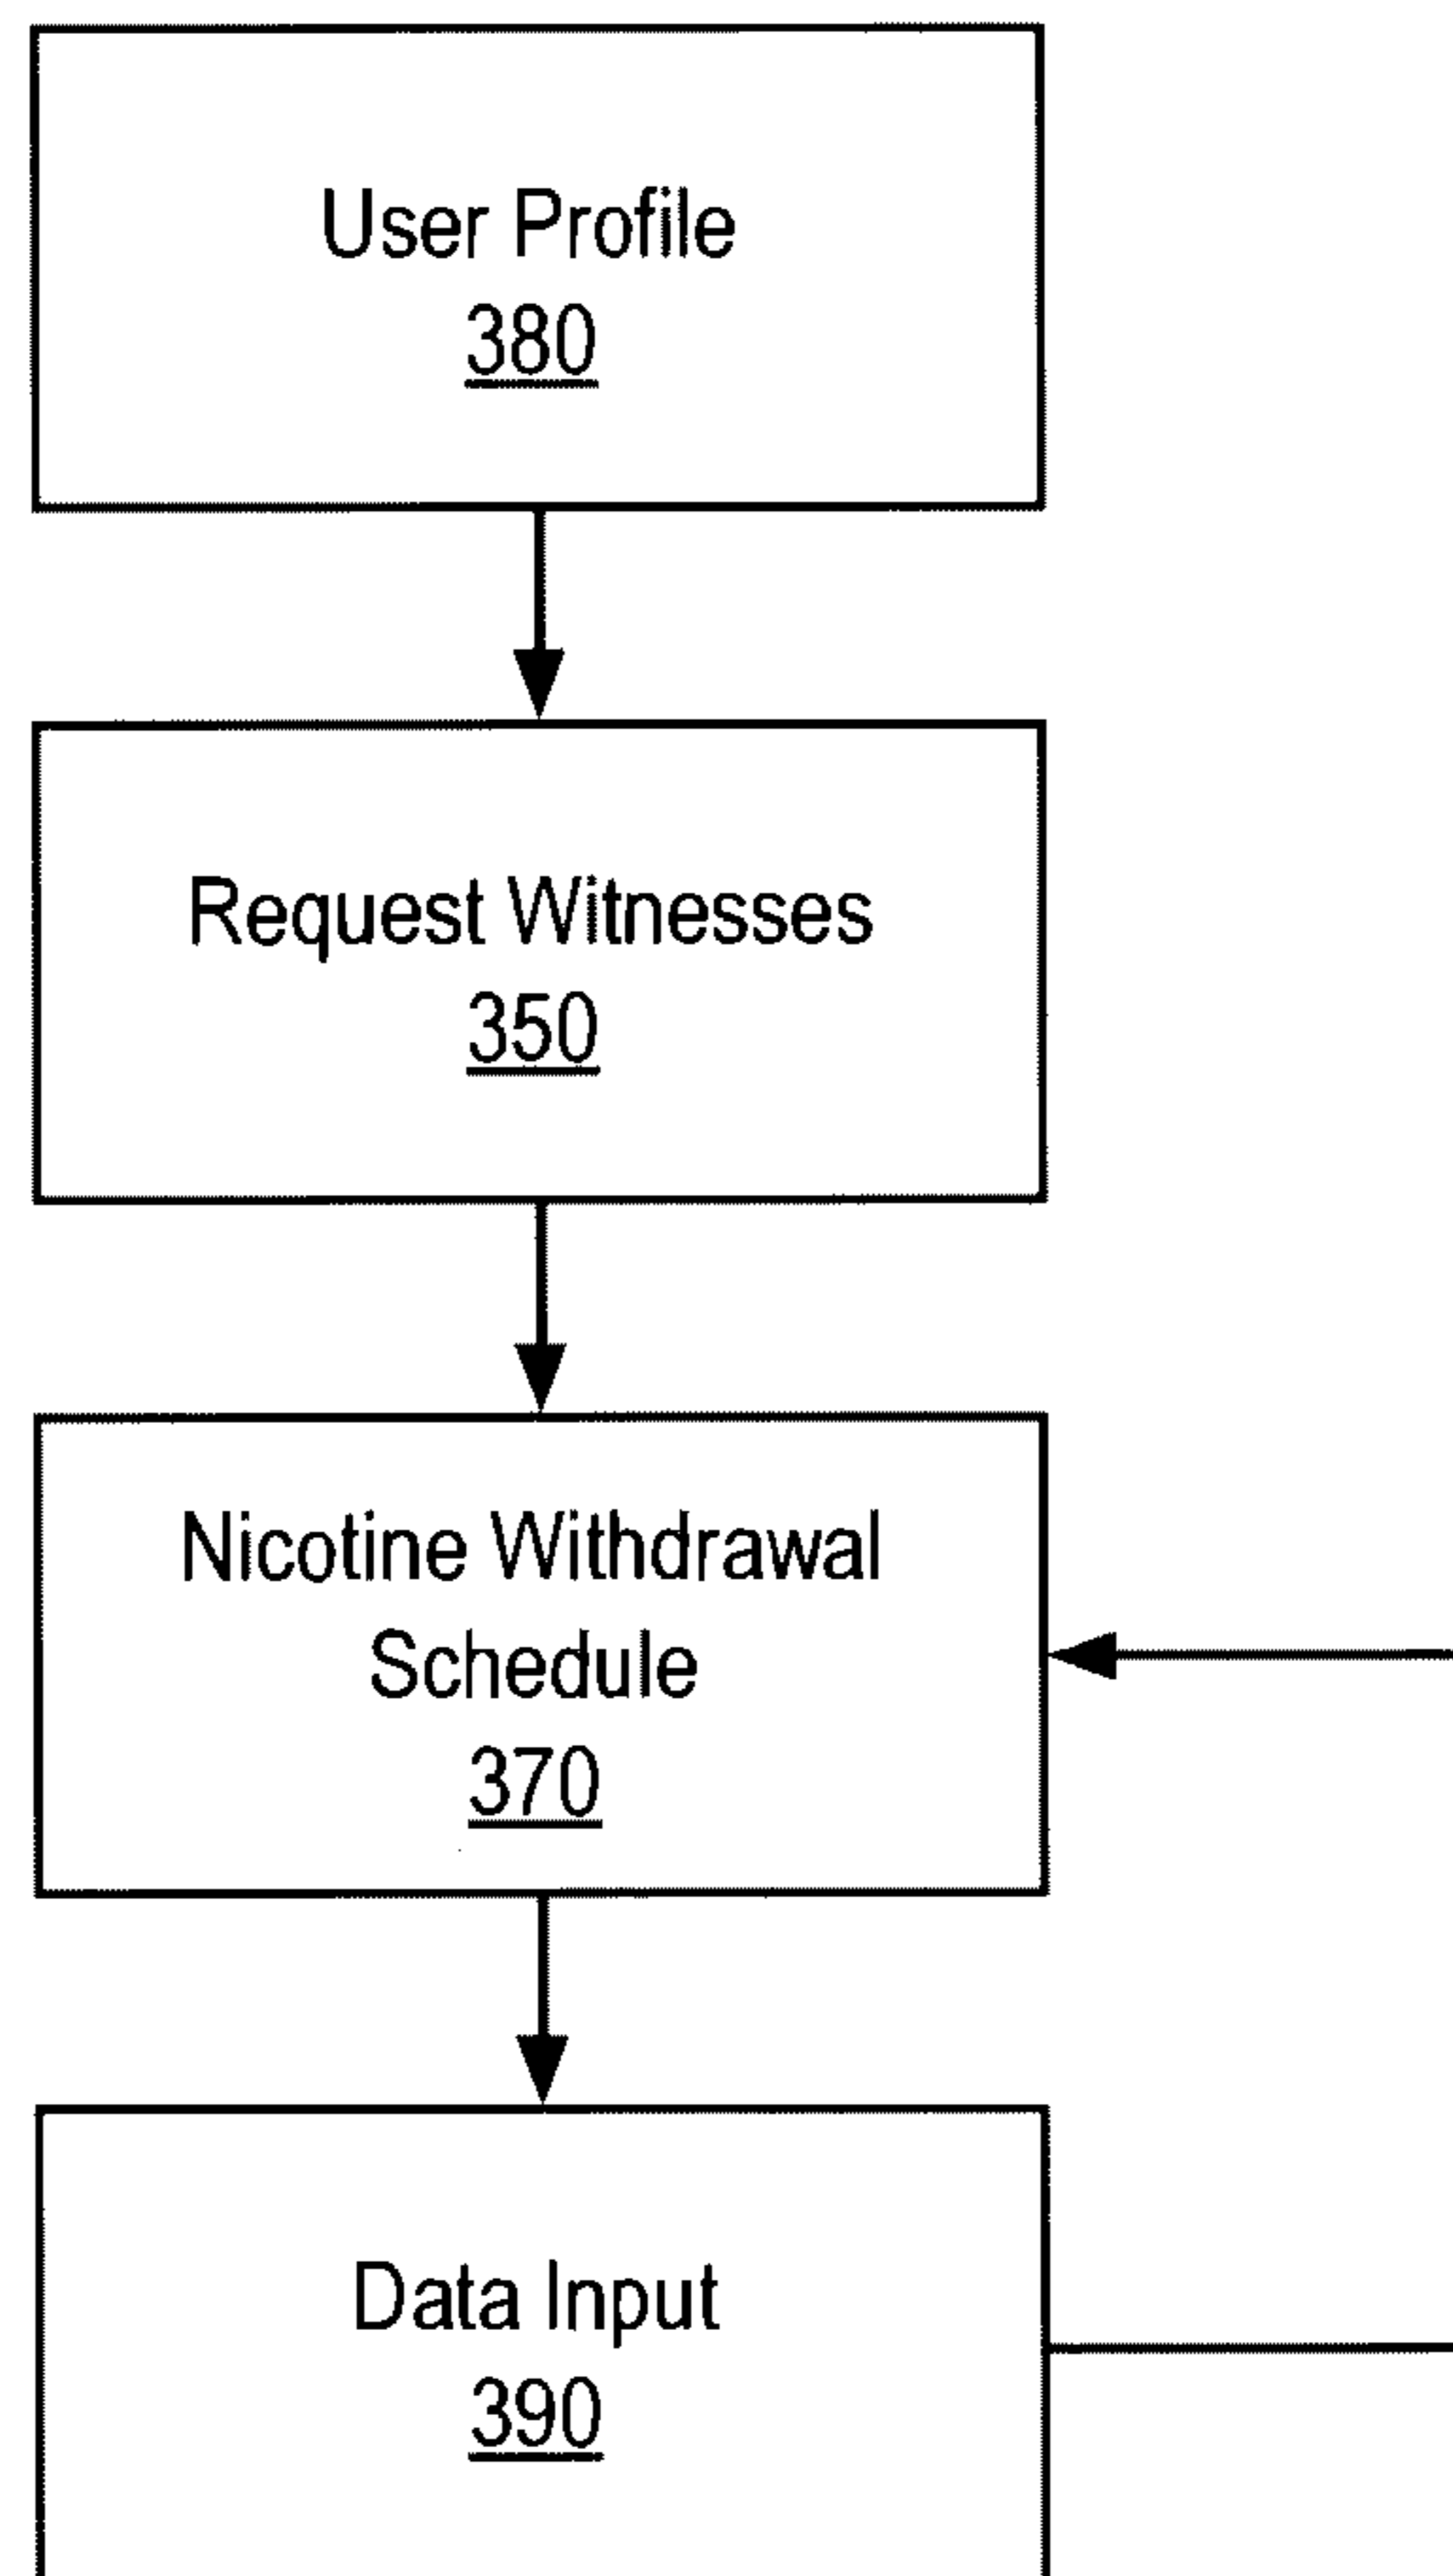 User Profile
380
Request Witnesses
350
Nicotine Withdrawal
Schedule
370
Data Input
390